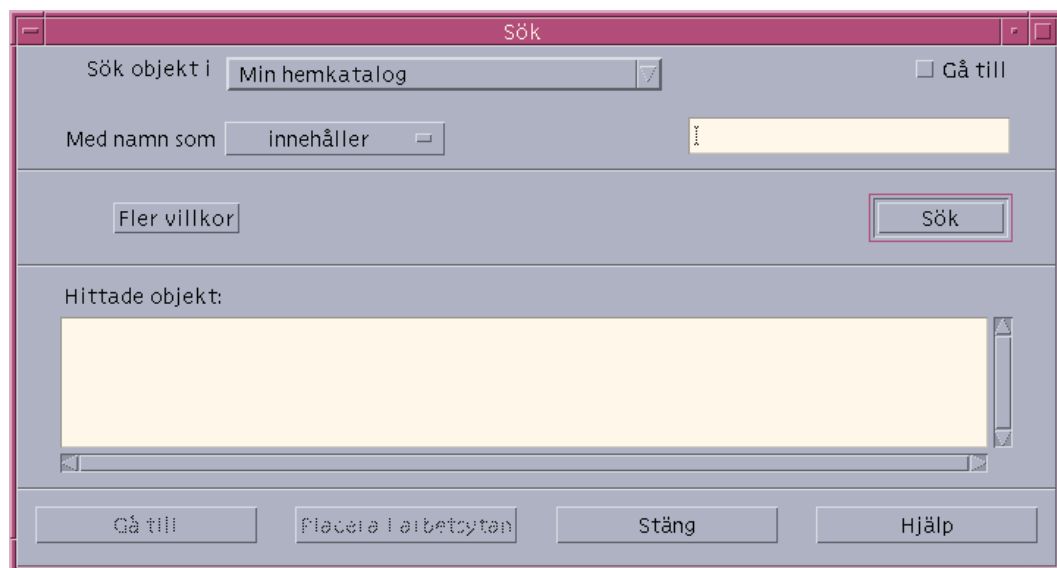 Sök
Sök objekt i Min hemkatalog Gå till
Med namn som innehåller
Fler villkor Sök
Hittade objekt:
Gå till Placera i arbetsytan Stäng Hjälp